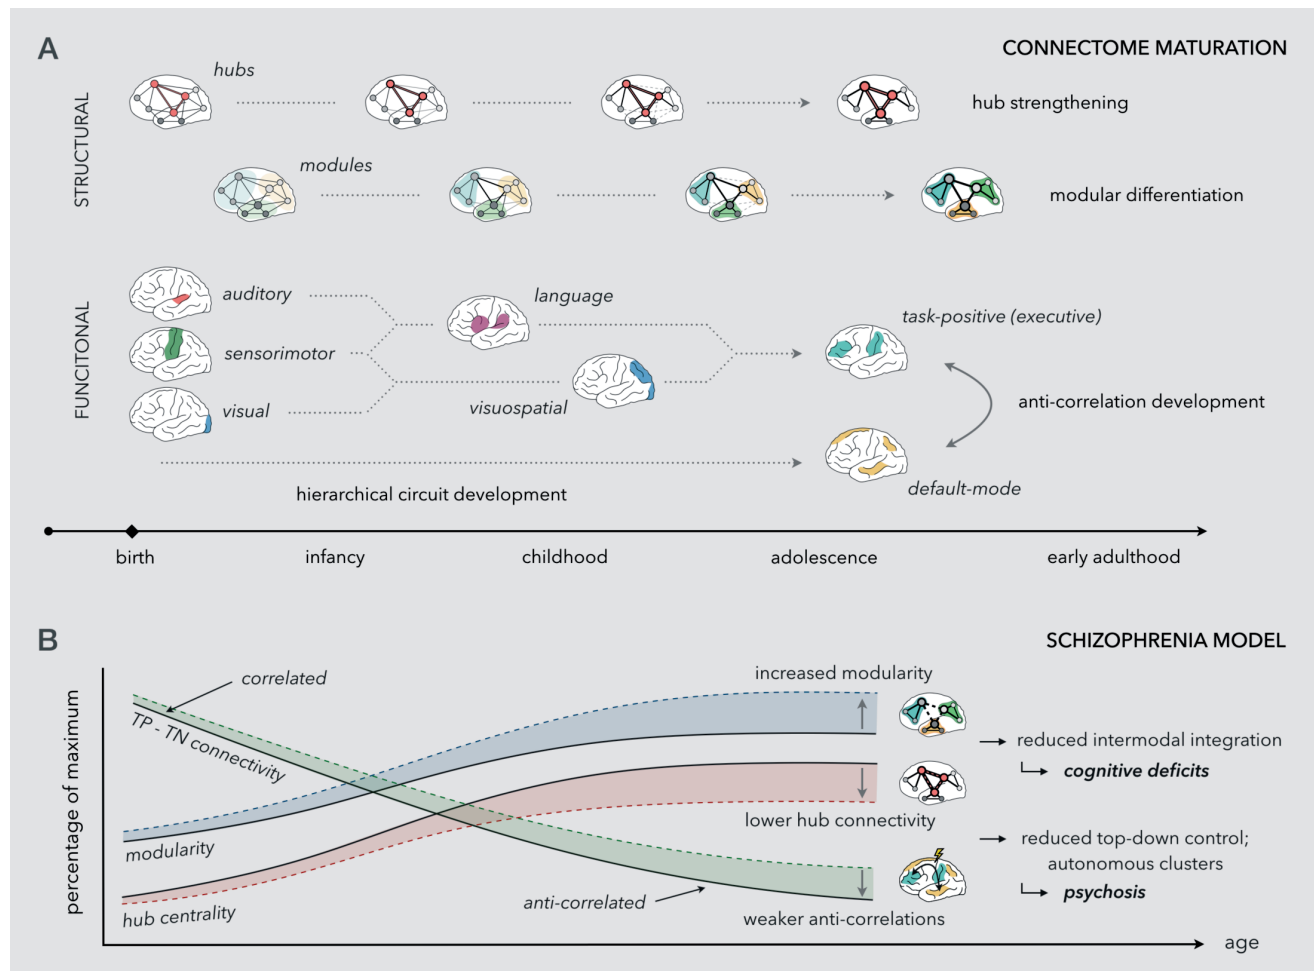 A
CONNECTOME MATURATION
STRUCTURAL
hubs
hub strengthening
modules
modular differentiation
FUNCITONAL
auditory
language
task-positive (executive)
sensorimotor
anti-correlation development
visual
visuospatial
default-mode
hierarchical circuit development
birth
infancy
childhood
adolescence
early adulthood
B
SCHIZOPHRENIA MODEL
percentage of maximum
correlated
increased modularity
TP - TN connectivity
reduced intermodal integration
cognitive deficits
modularity
lower hub connectivity
reduced top-down control;
autonomous clusters
psychosis
anti-correlated
hub centrality
weaker anti-correlations
age